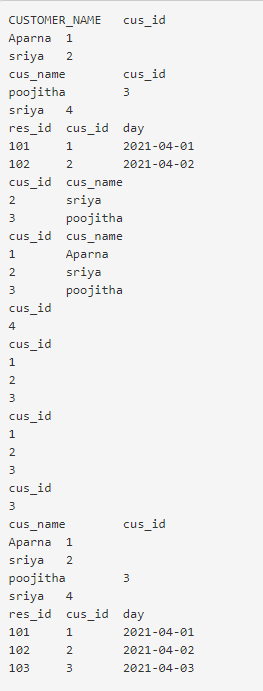 CUSTOMER_NAME cus_id
Aparna 1
sriya 2
cus_name cus_id
poojitha 3
sriya 4
res_id cus_id day
101 1 2021-04-01
102 2 2021-04-02
cus_id cus_name
2 sriya
3 poojitha
cus_id cus_name
1 Aparna
2 sriya
3 poojitha
cus_id
4
cus_id
1
2
3
cus_id
1
2
3
cus_id
3
cus_name cus_id
Aparna 1
sriya 2
poojitha 3
sriya 4
res_id cus_id day
101 1 2021-04-01
102 2 2021-04-02
103 3 2021-04-03